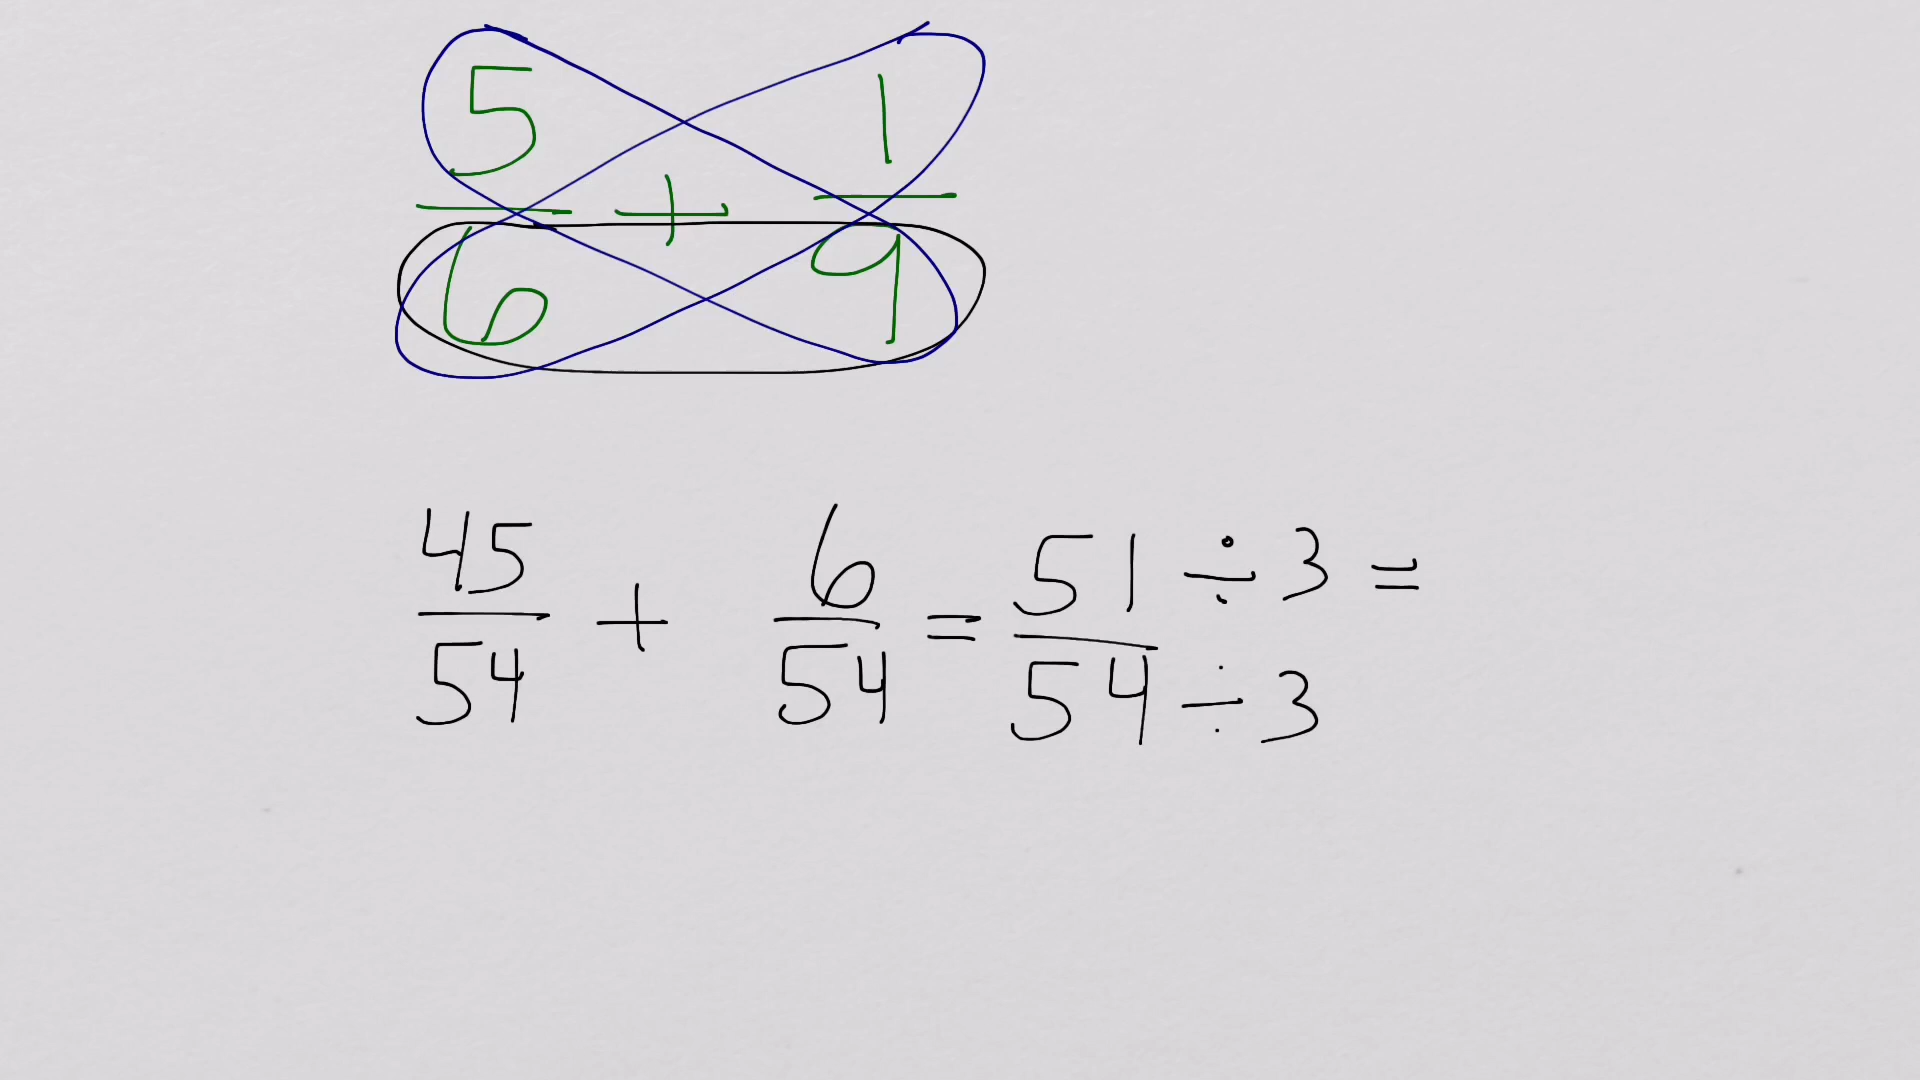 5/6 + 1/9
45/54 + 6/54 = 51 ÷ 3 / 54 ÷ 3 =